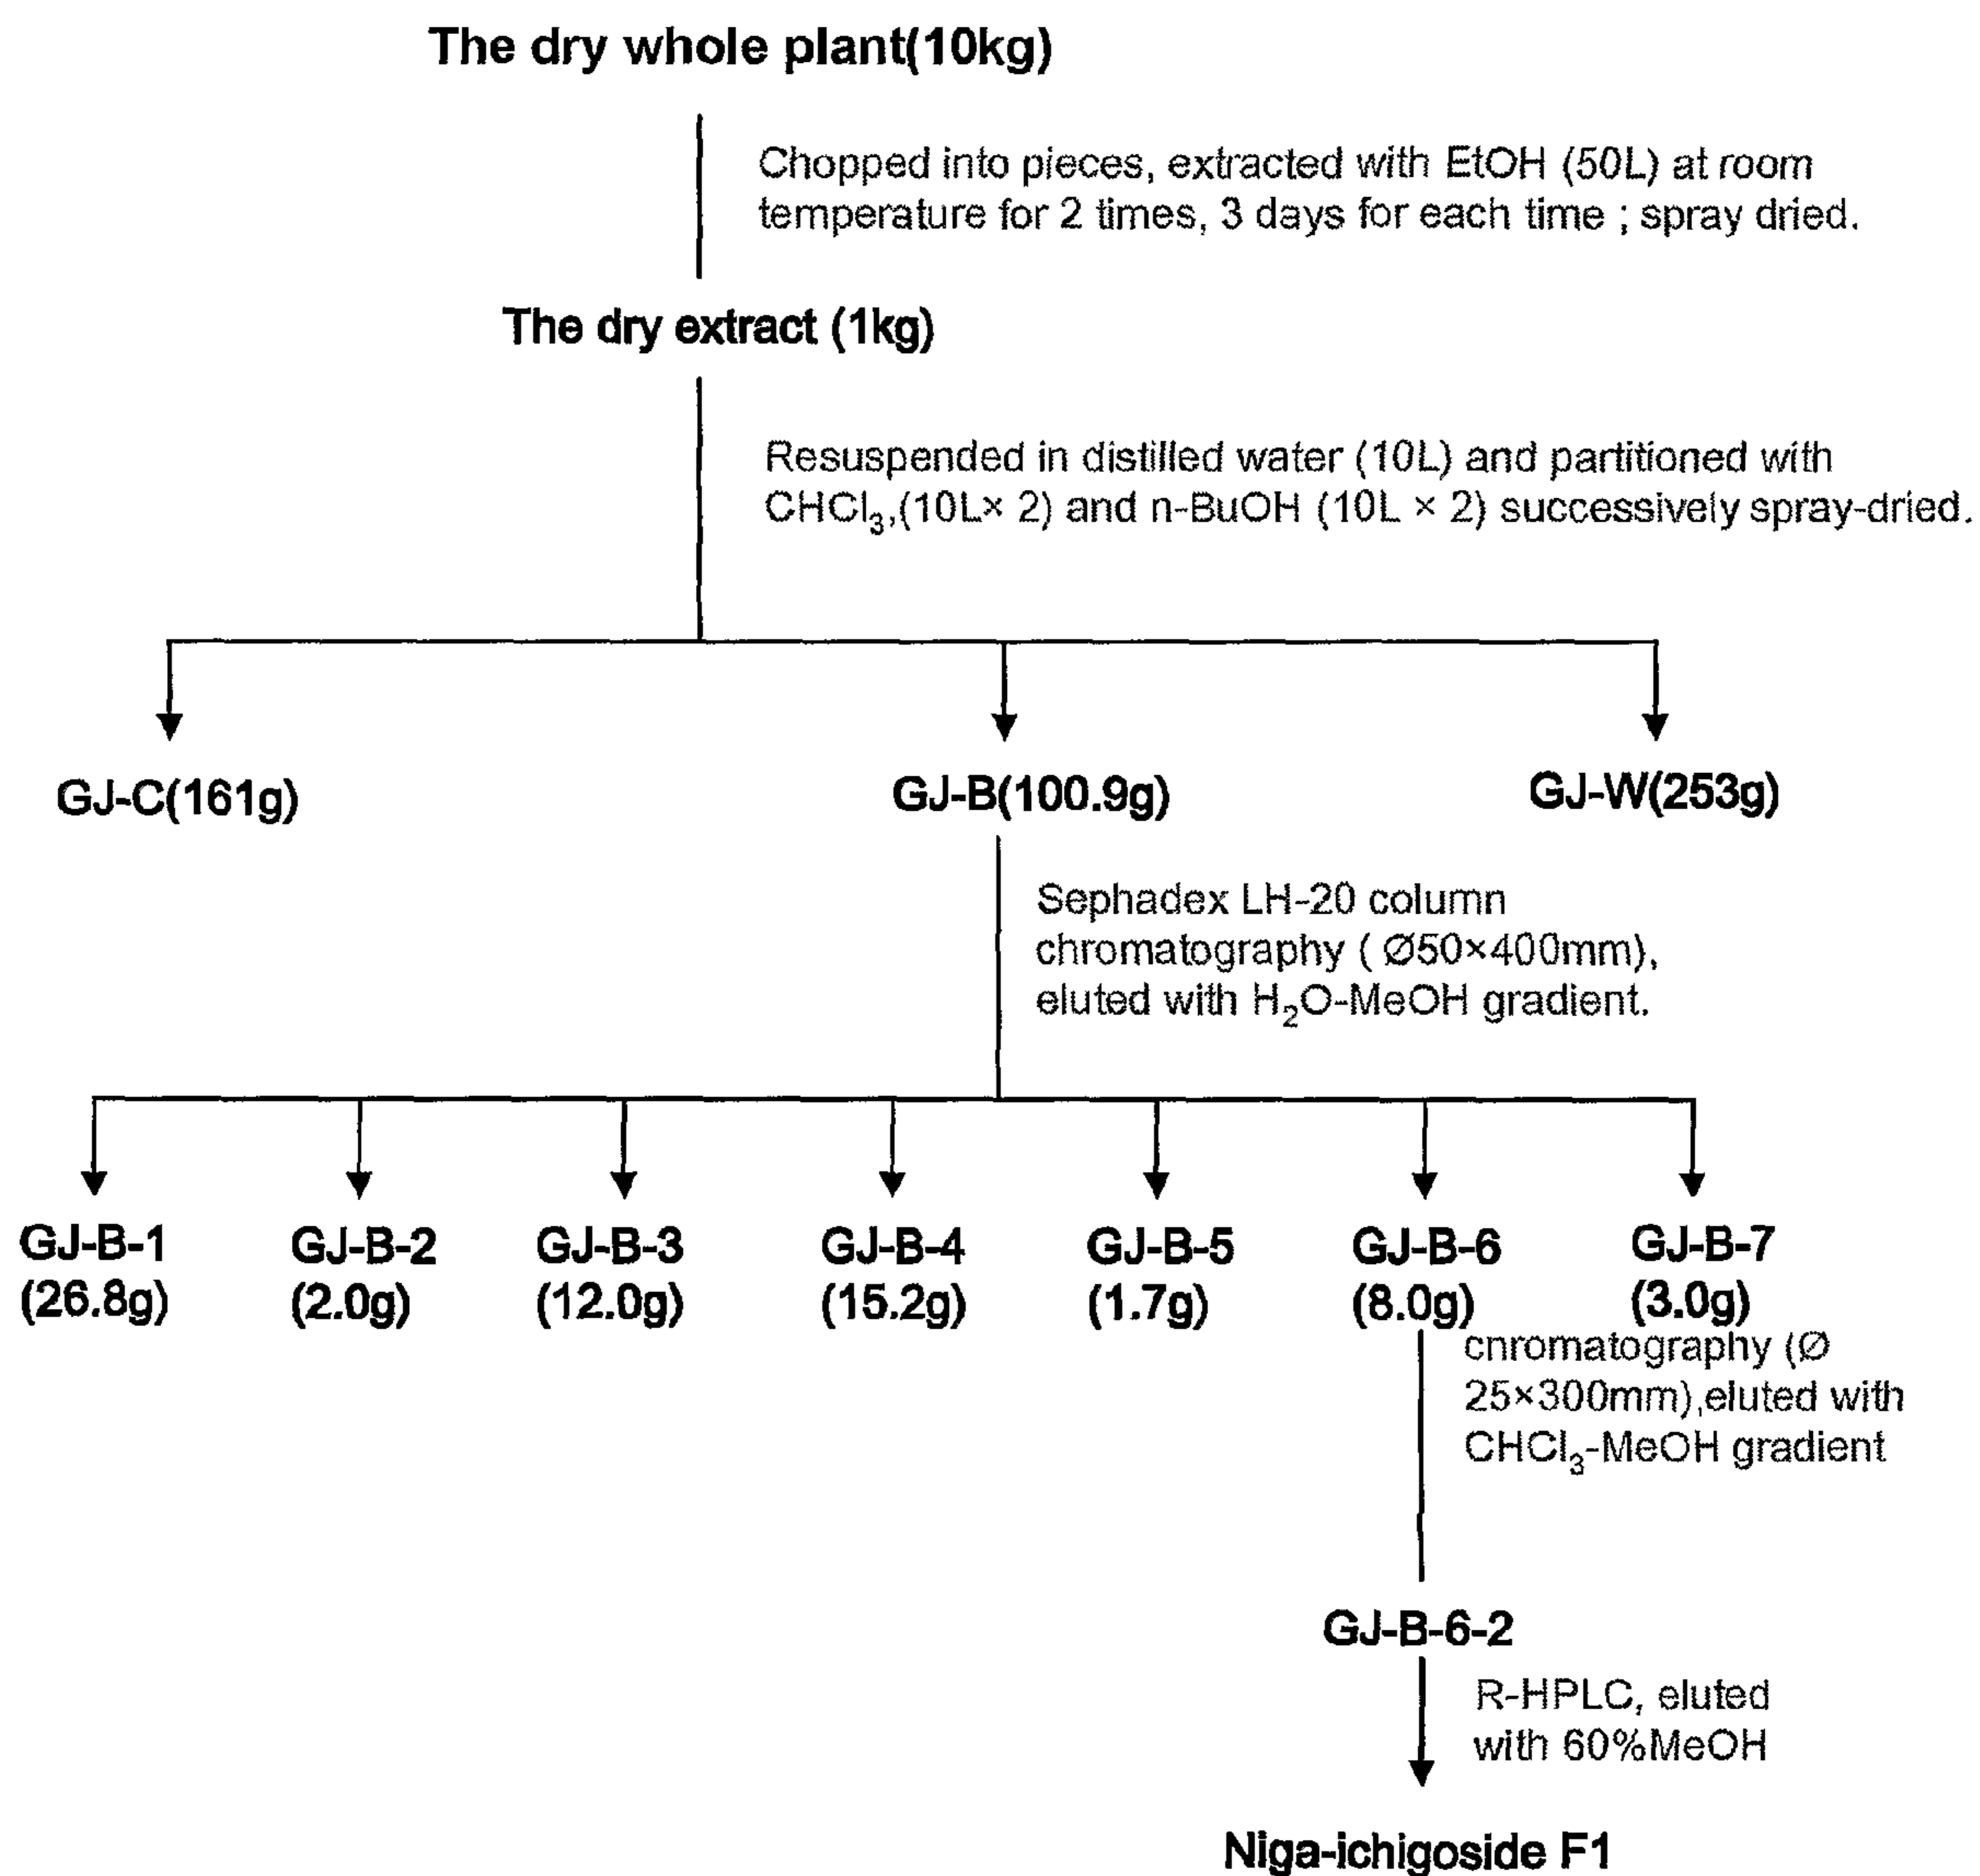 The dry whole plant(10kg)
Chopped into pieces, extracted with EtOH (50L) at room
temperature for 2 times, 3 days for each time ; spray dried.
The dry extract (1kg)
Resuspended in distilled water (10L) and partitioned with
CHCl₃,(10L× 2) and n-BuOH (10L × 2) successively spray-dried.
GJ-C(161g)
GJ-B(100.9g)
GJ-W(253g)
Sephadex LH-20 column
chromatography ( Ø50×400mm),
eluted with H₂O-MeOH gradient.
GJ-B-1
(26.8g)
GJ-B-2
(2.0g)
GJ-B-3
(12.0g)
GJ-B-4
(15.2g)
GJ-B-5
(1.7g)
GJ-B-6
(8.0g)
GJ-B-7
(3.0g)
cnromatography (Ø
25×300mm),eluted with
CHCl₃-MeOH gradient
GJ-B-6-2
R-HPLC, eluted
with 60%MeOH
Niga-ichigoside F1